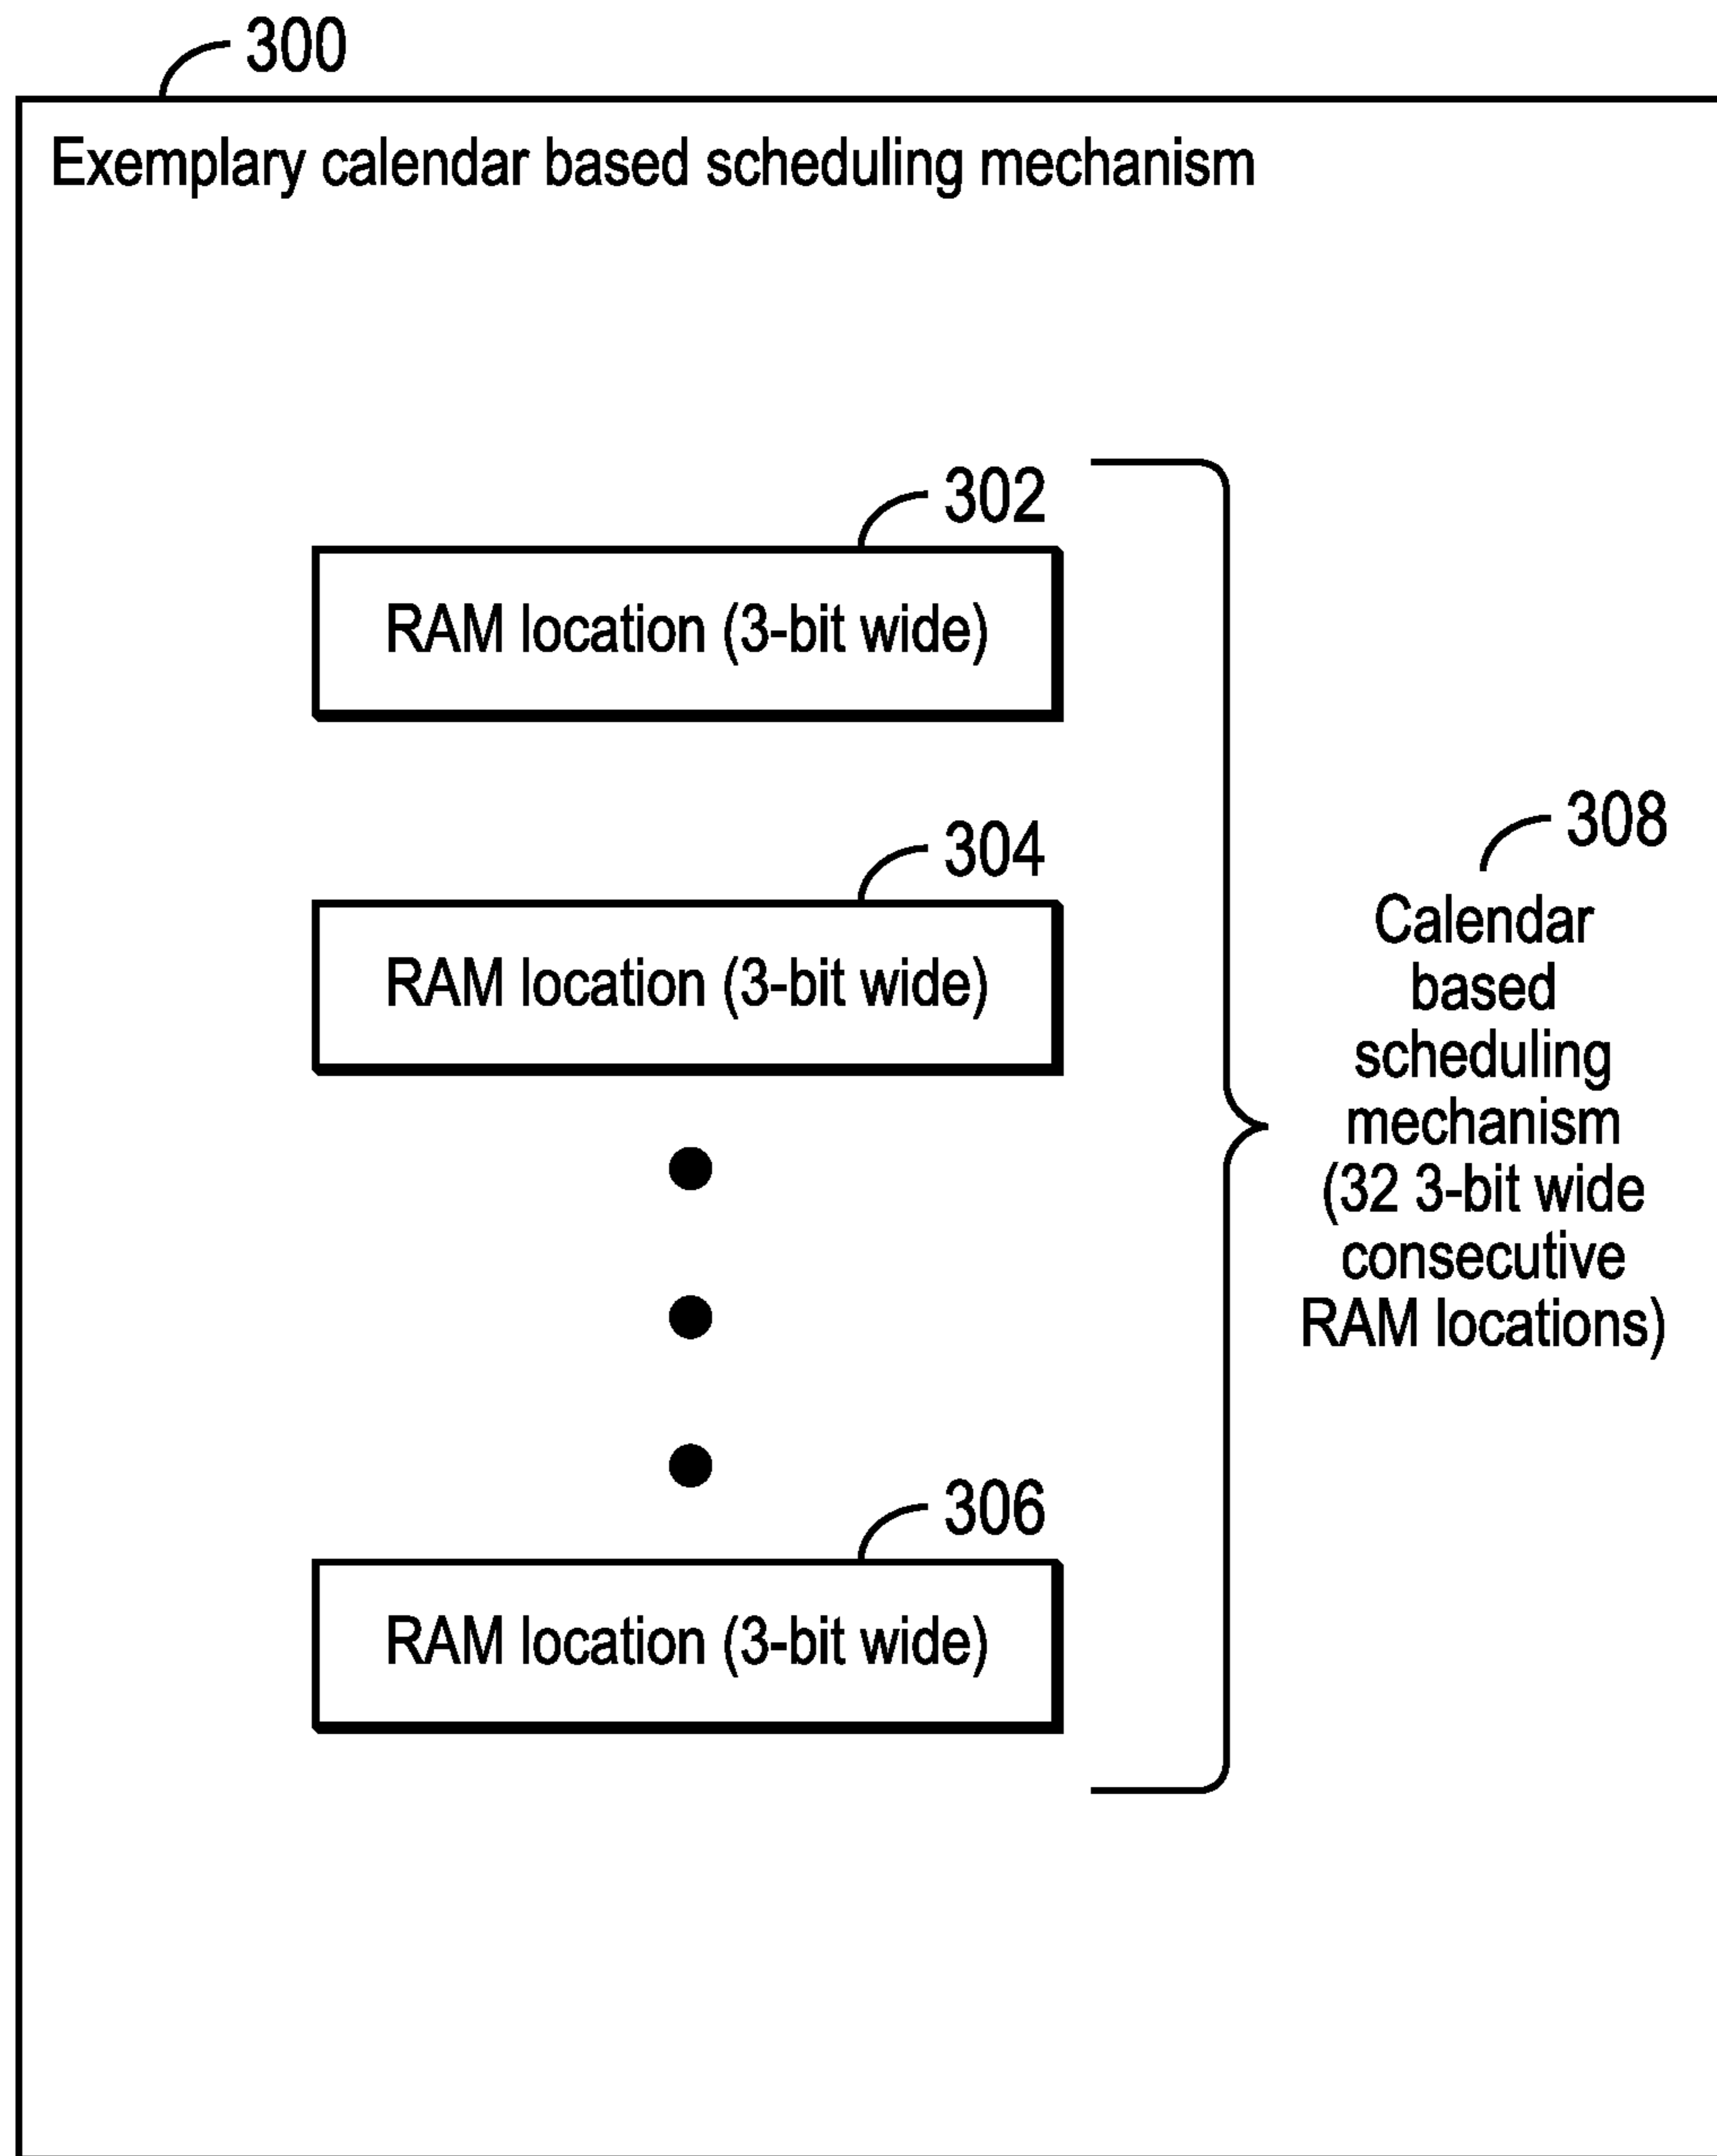 300
Exemplary calendar based scheduling mechanism
302
RAM location (3-bit wide)
304
RAM location (3-bit wide)
308
Calendar
based
scheduling
mechanism
(32 3-bit wide
consecutive
RAM locations)
306
RAM location (3-bit wide)